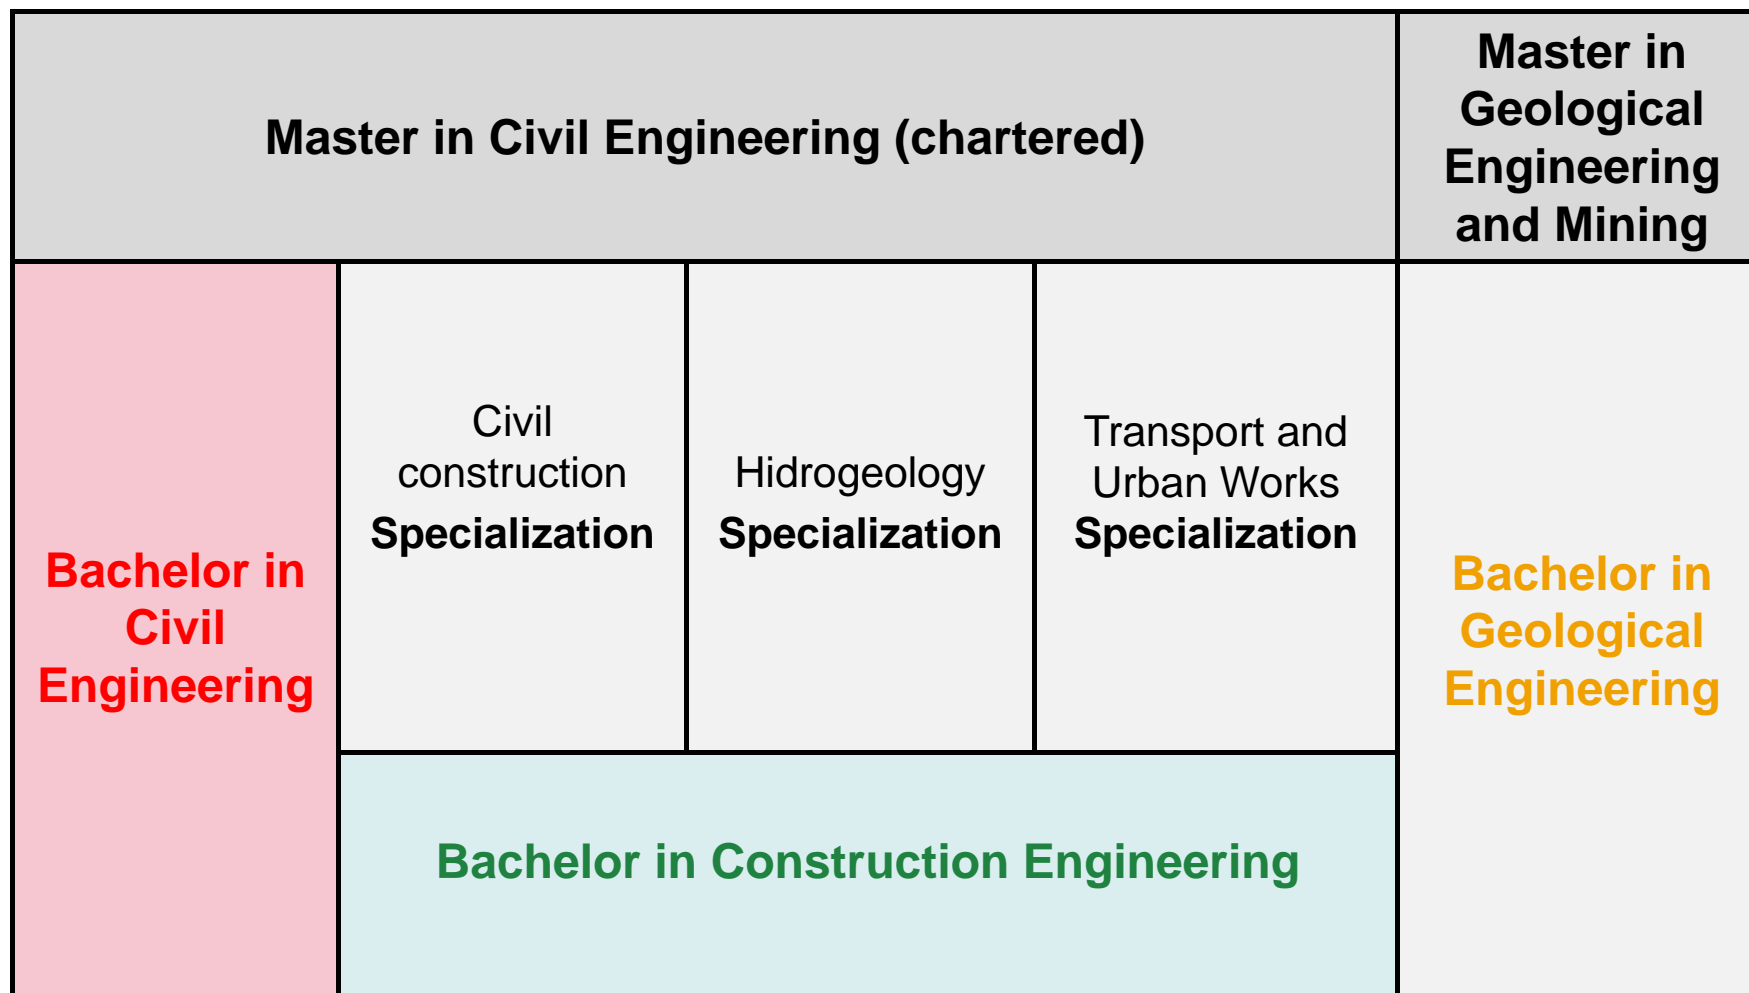 Master in Civil Engineering (chartered)
Master in
Geological
Engineering
and Mining
Bachelor in
Civil
Engineering
Civil
construction
Specialization
Hidrogeology
Specialization
Transport and
Urban Works
Specialization
Bachelor in
Geological
Engineering
Bachelor in Construction Engineering